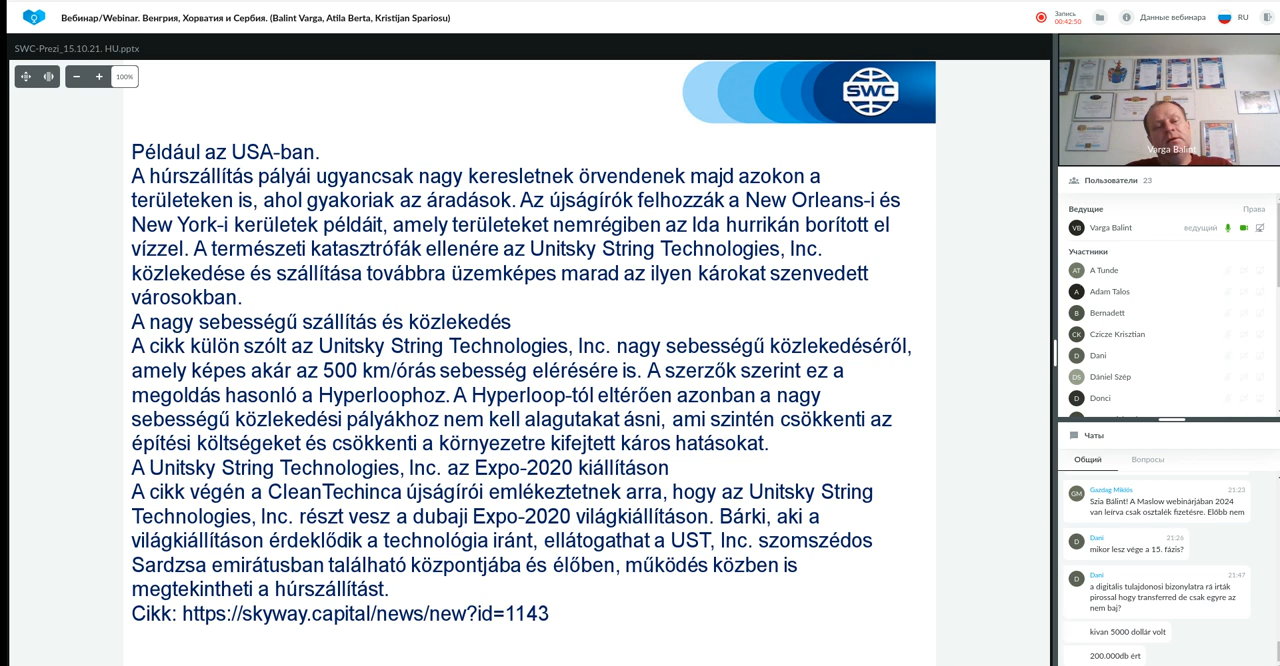 Вебинар/Webinar. Венгрия, Хорватия и Сербия. (Balint Varga, Atila Berta, Kristijan Spariosu)
Запись
00:42:50
Данные вебинара
RU
SWC-Prezi_15.10.21. HU.pptx
100%
SWC
Például az USA-ban.
A húrszállítás pályái ugyancsak nagy keresletnek örvendenek majd azokon a
területeken is, ahol gyakoriak az áradások. Az újságírók felhozzák a New Orleans-i és
New York-i kerületek példáit, amely területeket nemrégiben az Ida hurrikán borított el
vízzel. A természeti katasztrófák ellenére az Unitsky String Technologies, Inc.
közlekedése és szállítása továbbra üzemképes marad az ilyen károkat szenvedett
városokban.
A nagy sebességű szállítás és közlekedés
A cikk külön szólt az Unitsky String Technologies, Inc. nagy sebességű közlekedéséről,
amely képes akár az 500 km/órás sebesség elérésére is. A szerzők szerint ez a
megoldás hasonló a Hyperloophoz. A Hyperloop-tól eltérően azonban a nagy
sebességű közlekedési pályákhoz nem kell alagutakat ásni, ami szintén csökkenti az
építési költségeket és csökkenti a környezetre kifejtett káros hatásokat.
A Unitsky String Technologies, Inc. az Expo-2020 kiállításon
A cikk végén a CleanTechinca újságírói emlékeztetnek arra, hogy az Unitsky String
Technologies, Inc. részt vesz a dubaji Expo-2020 világkiállításon. Bárki, aki a
világkiállításon érdeklődik a technológia iránt, ellátogathat a UST, Inc. szomszédos
Sardzsa emirátusban található központjába és élőben, működés közben is
megtekintheti a húrszállítást.
Cikk: https://skyway.capital/news/new?id=1143
Varga Balint
Пользователи 23
Ведущие Права
VB Varga Balint ведущий
Участники
AT A Tunde
A Adam Talos
B Bernadett
CK Czicze Krisztian
D Dani
DS Dániel Szép
D Donci
Чаты
Общий Вопросы
GM Gazdag Miklós 21:23
Szia Bálint! A Maslow webinárjában 2024
van leírva csak osztalék fizetésre. Előbb nem
D Dani 21:26
mikor lesz vége a 15. fázis?
D Dani 21:47
a digitális tulajdonosi bizonylatra rá irták
pirossal hogy transferred de csak egyre az
nem baj?
kivan 5000 dollár volt
200.000db ért